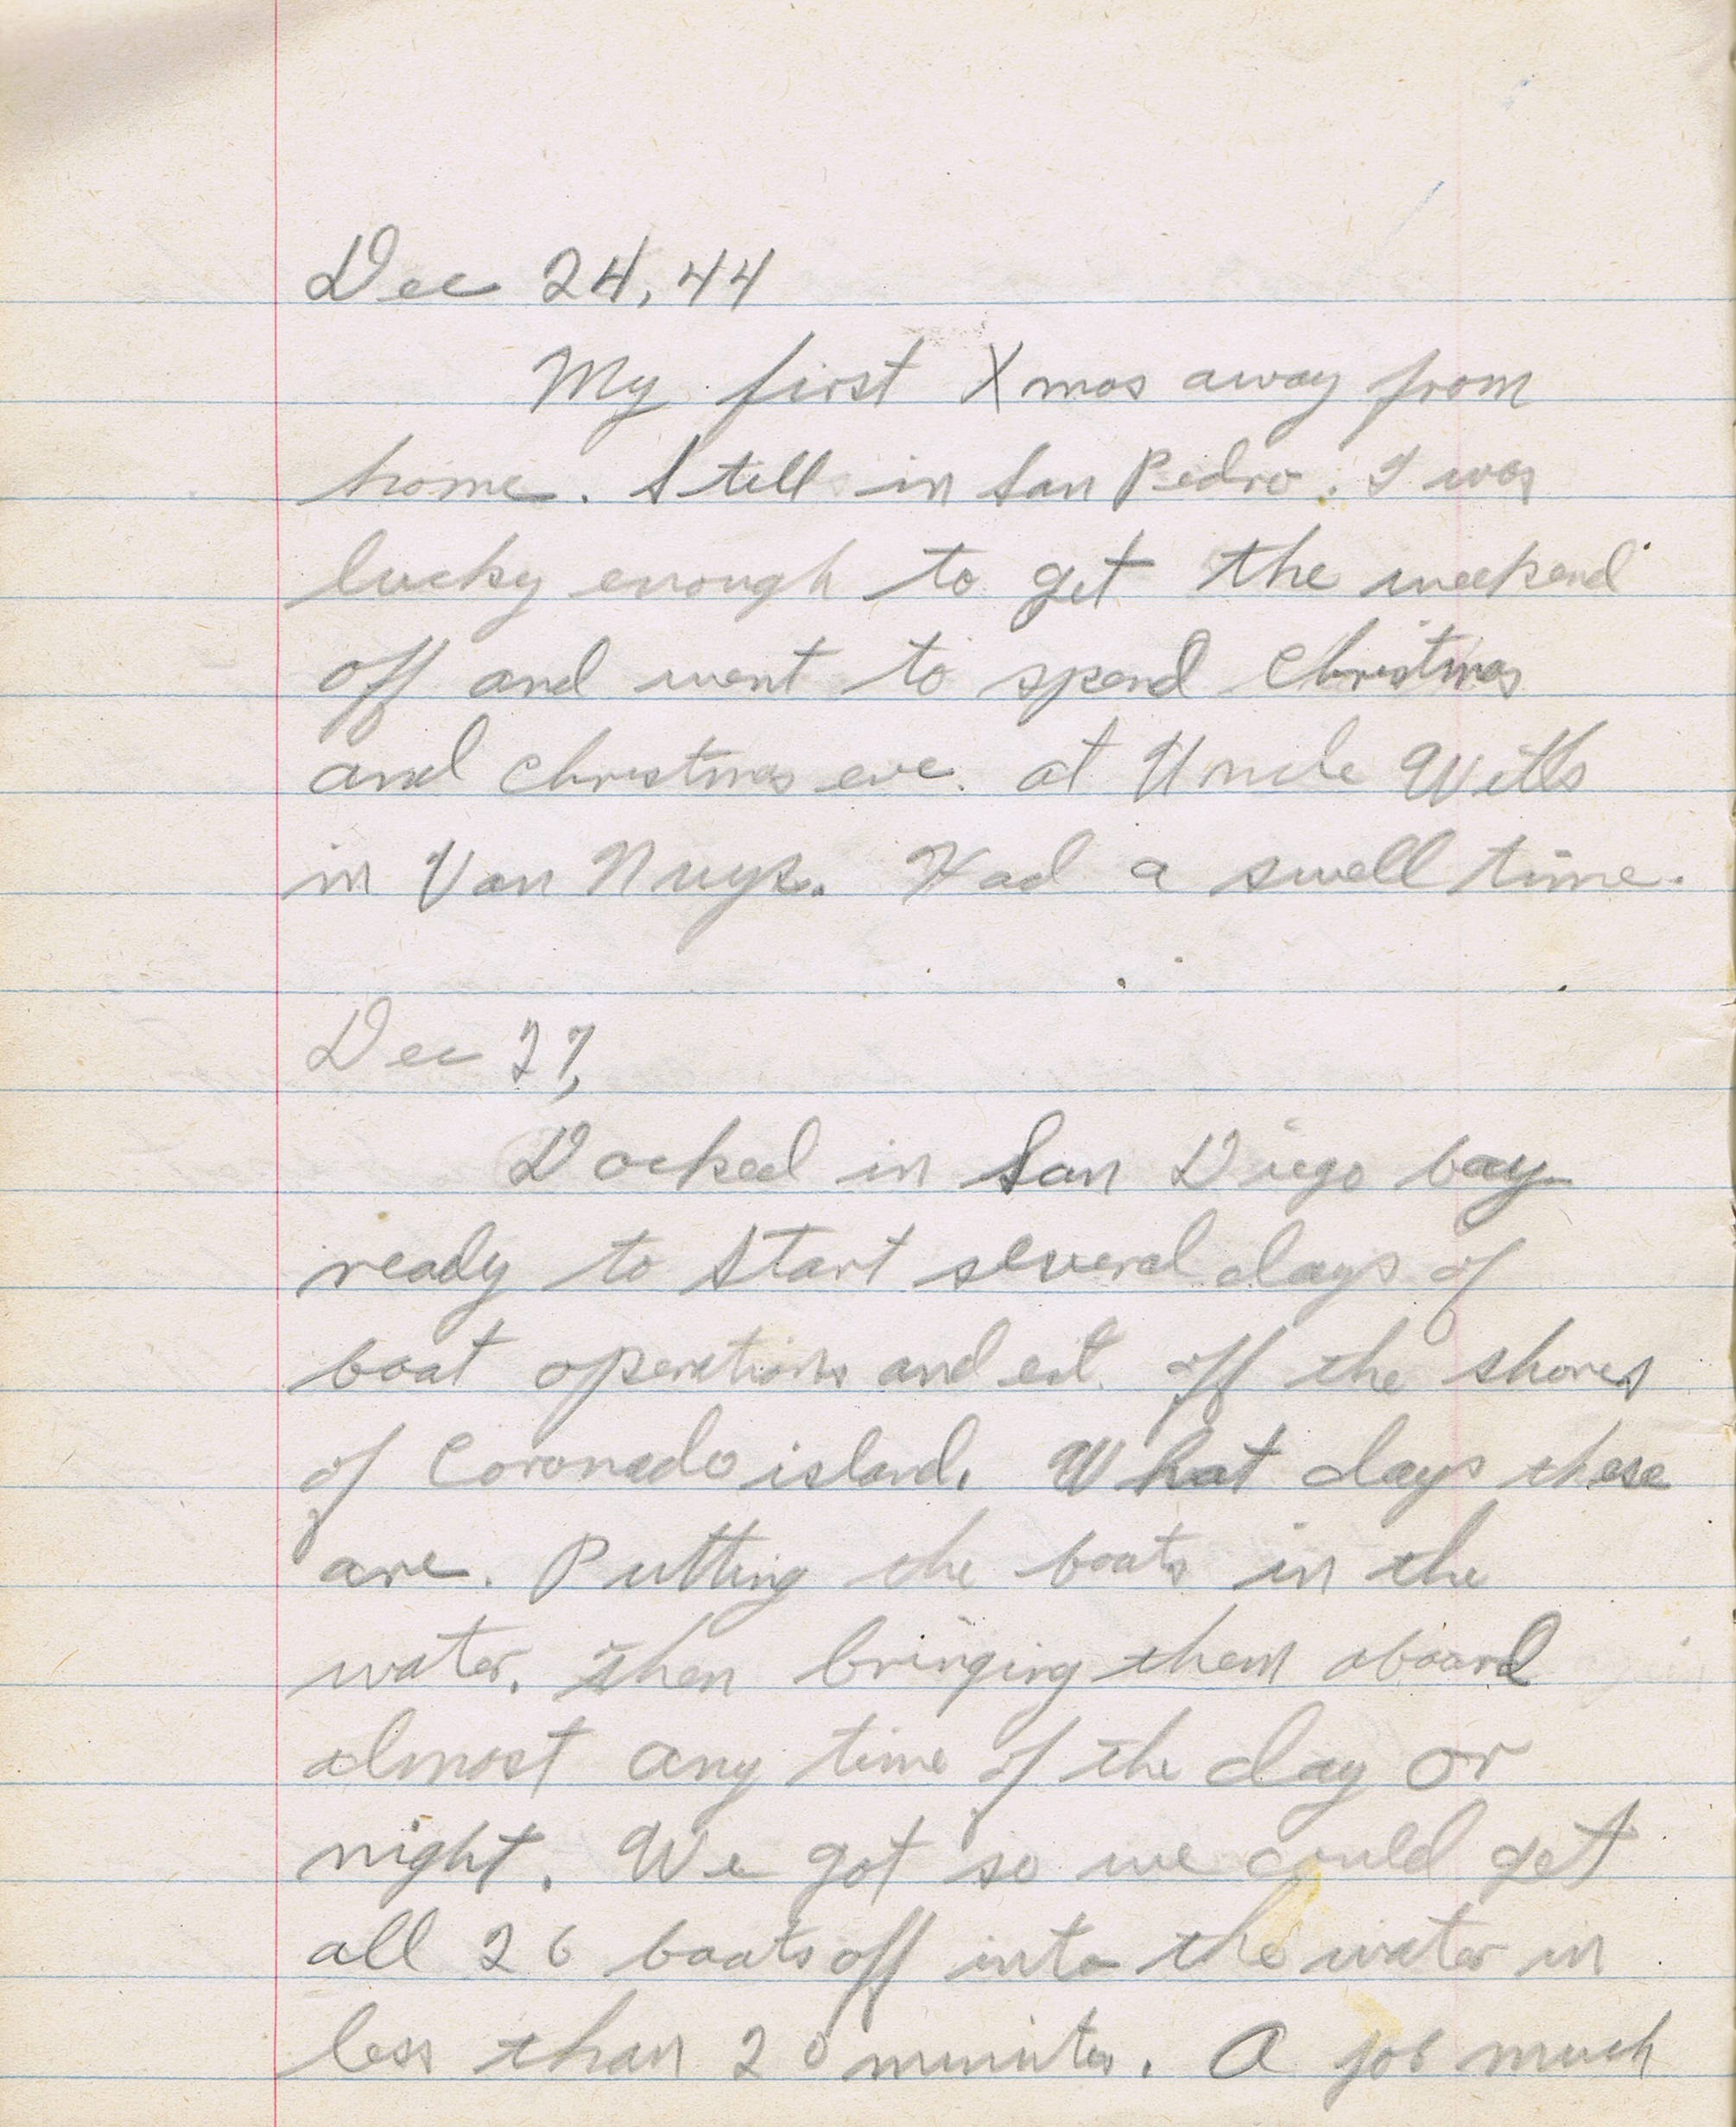 Dec 24, 44
My first Xmas away from
home. Still in San Pedro. I was
lucky enough to get the weekend
off and went to spend Christmas
and Christmas eve. at Uncle Wills
in Van Nuys. Had a swell time.
Dec 27,
Docked in San Diego bay
ready to start several days of
boat operations and ect. off the shores
of Coronado island. What days these
are. Putting the boats in the
water, then bringing them aboard
almost any time of the day or
night. We got so we could get
all 26 boats off into the water in
less than 20 minutes. A job much